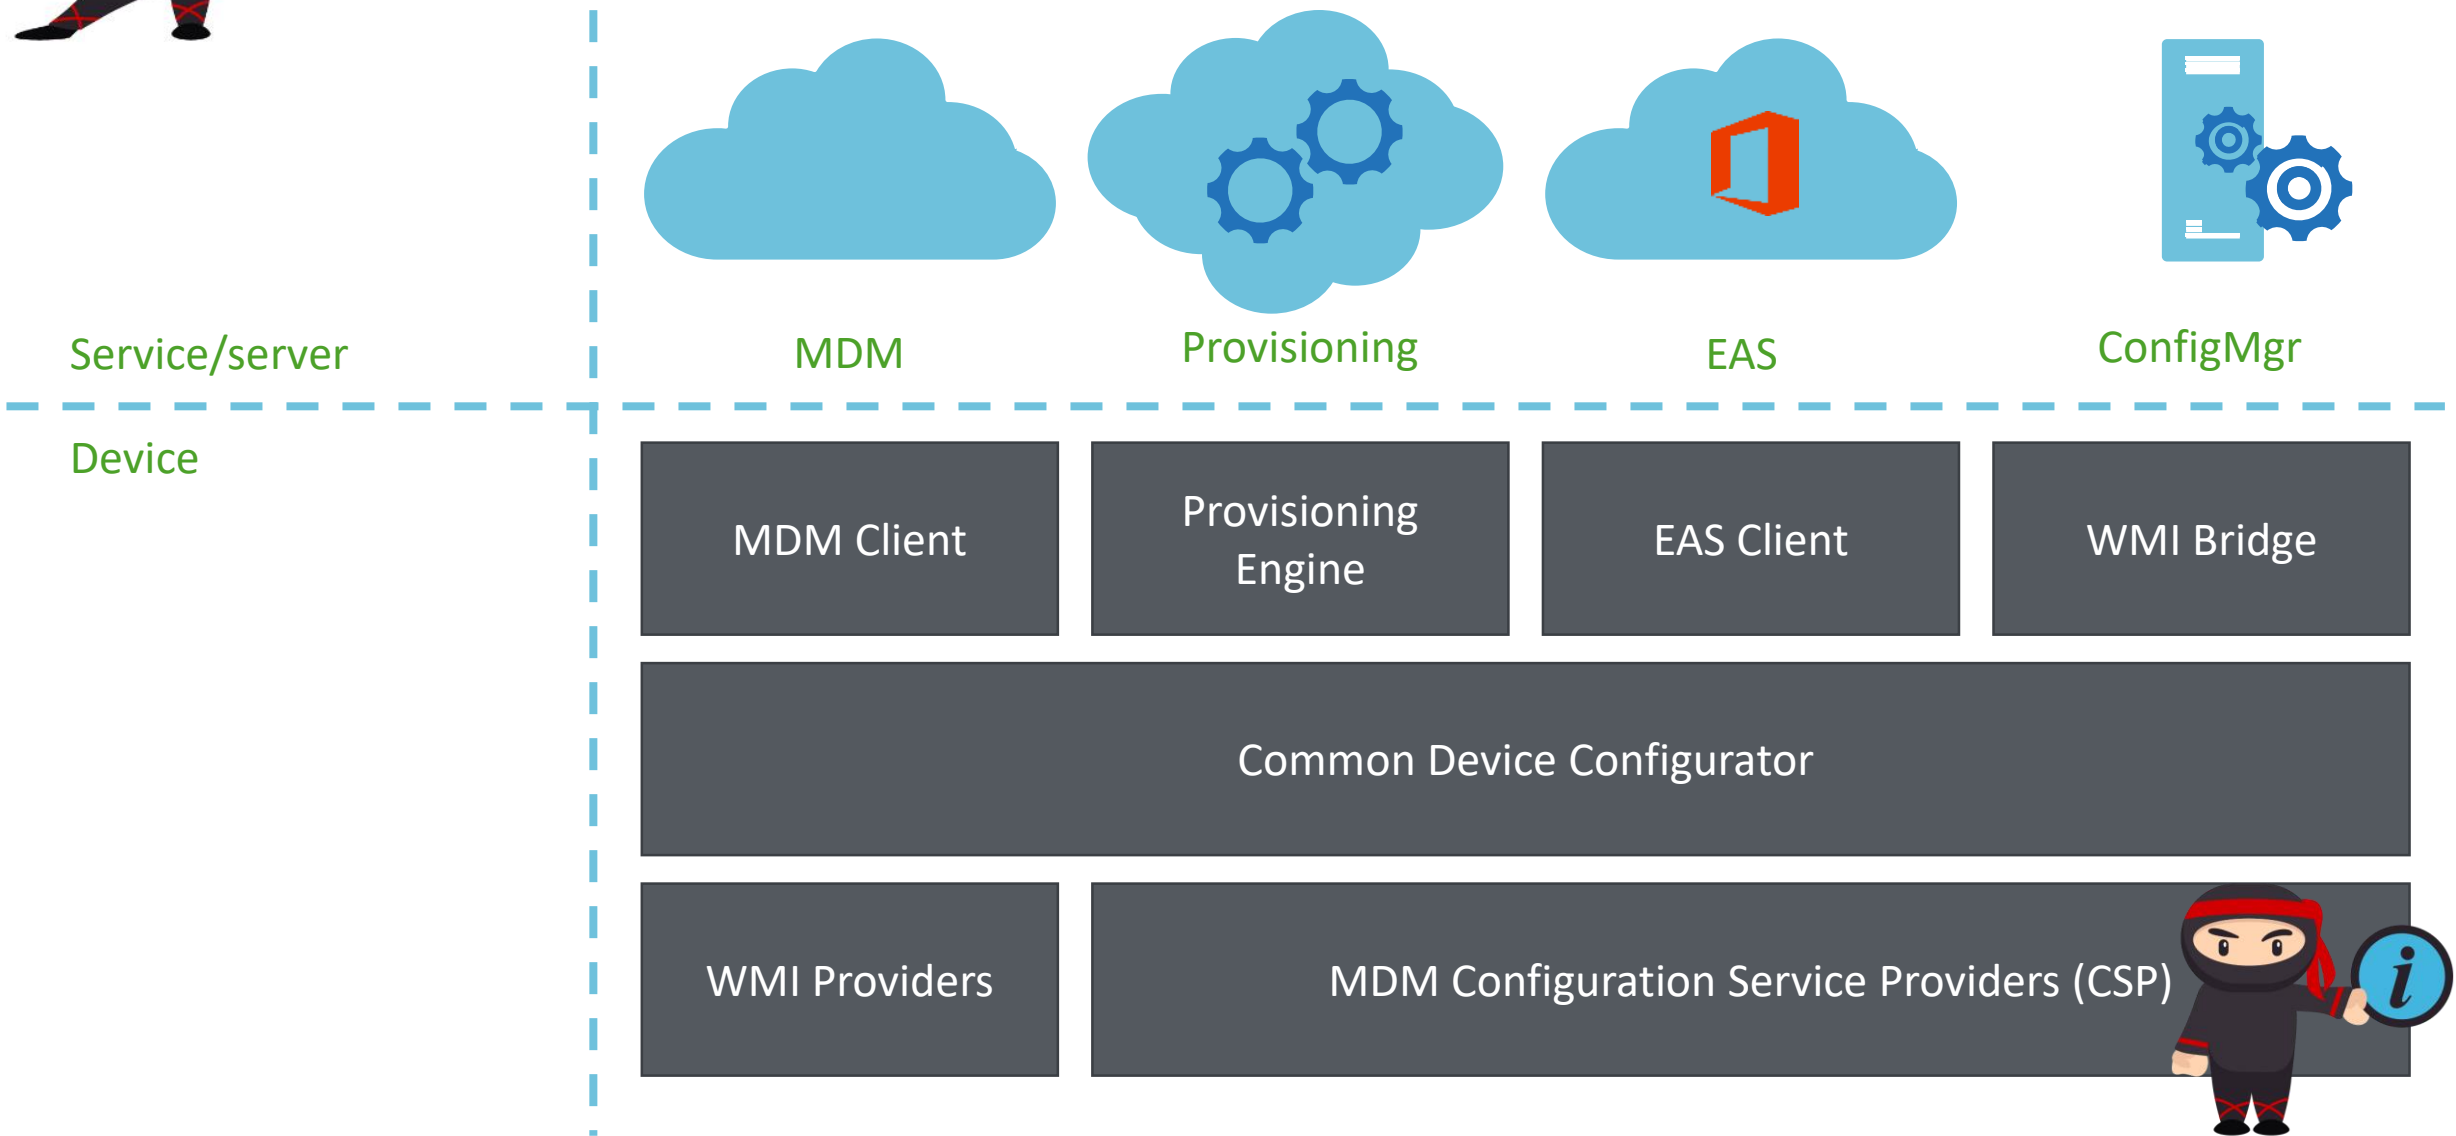 Service/server
MDM
Provisioning
EAS
ConfigMgr
Device
MDM Client
Provisioning
Engine
EAS Client
WMI Bridge
Common Device Configurator
WMI Providers
MDM Configuration Service Providers (CSP)
i